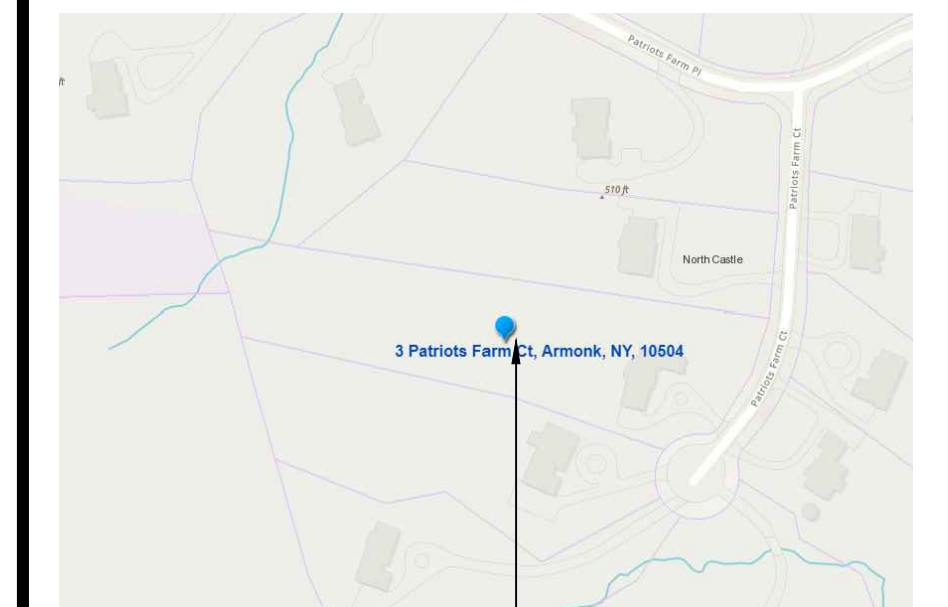 Patriots Farm Pl
ft
510 ft
Patriots Farm Ct
North Castle
3 Patriots Farm Ct, Armonk, NY, 10504
Patriots Farm Ct